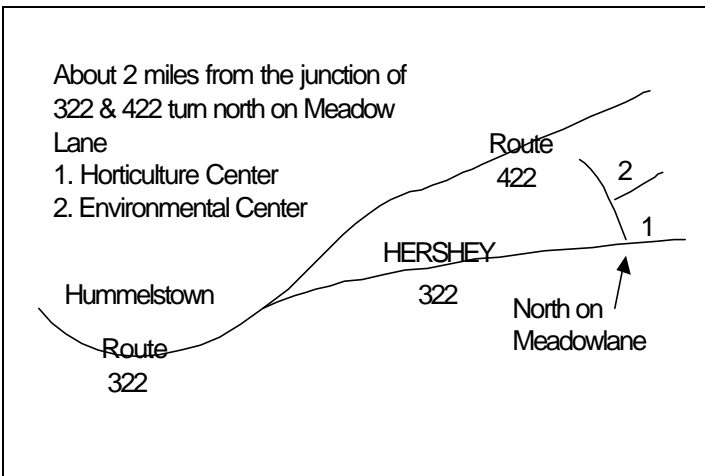 About 2 miles from the junction of
322 & 422 turn north on Meadow
Lane
1. Horticulture Center
2. Environmental Center
Route
422
2
1
HERSHEY
322
Hummelstown
North on
Meadowlane
Route
322